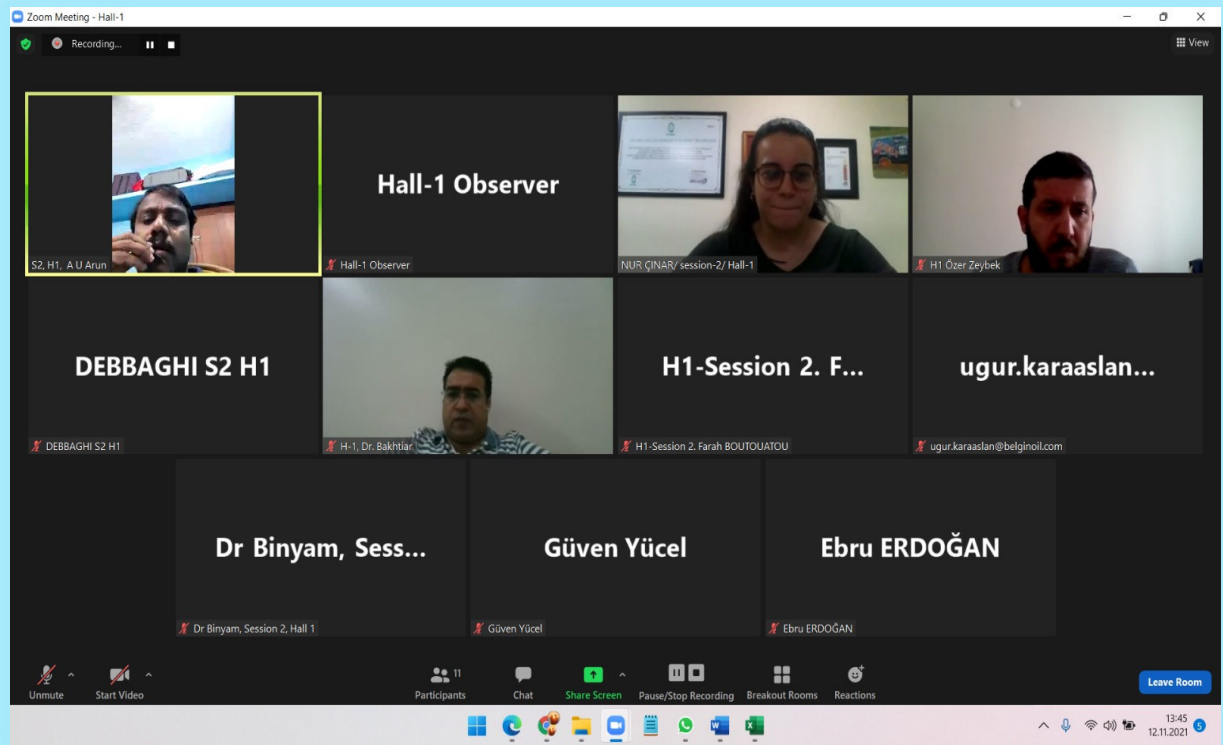 Zoom Meeting - Hall-1
Recording...
View
S2, H1, A U Arun
Hall-1 Observer
Hall-1 Observer
NUR ÇINAR/ session-2/ Hall-1
H1 Özer Zeybek
DEBBAGHI S2 H1
DEBBAGHI S2 H1
H-1, Dr. Bakhtiar
H1-Session 2. F...
H1-Session 2. Farah BOUTOUATOU
ugur.karaaslan...
ugur.karaaslan@belginoil.com
Dr Binyam, Sess...
Dr Binyam, Session 2, Hall 1
Güven Yücel
Güven Yücel
Ebru ERDOĞAN
Ebru ERDOĞAN
Unmute
Start Video
11
Participants
Chat
Share Screen
Pause/Stop Recording
Breakout Rooms
Reactions
Leave Room
13:45
12.11.2021
5